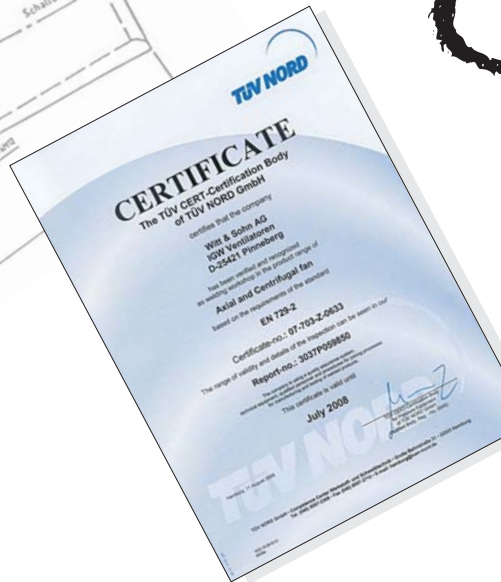 Schall
TÜV NORD
CERTIFICATE
The TÜV CERT-Certification Body
of TÜV NORD GmbH
certifies that the company
Witt & Sohn AG
IGW Ventilatoren
D-25421 Pinneberg
has been verified and recognized
as welding workshop in the product range of
Axial and Centrifugal fan
based on the requirements of the standard
EN 729-2
Certificate-no.: 07-703-Z-0633
The range of validity and details of the inspection can be seen in our
Report-no.: 3037P059850
This certificate is valid until
July 2008
TÜV NORD